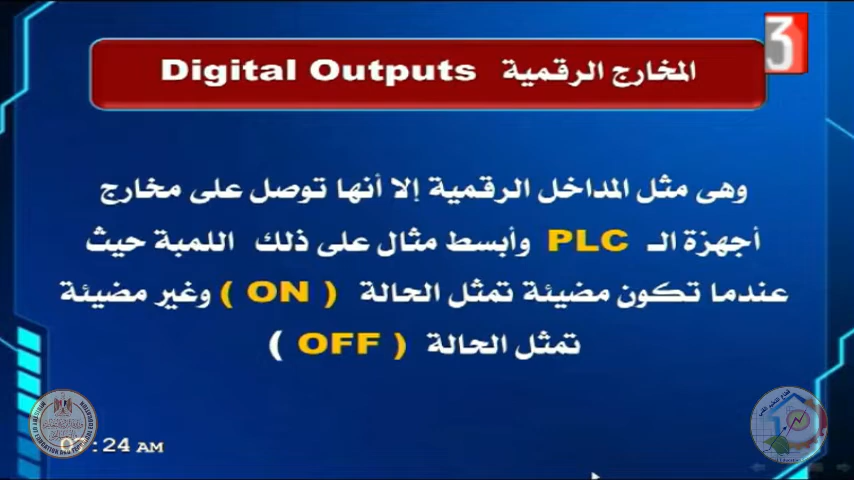 3
المخارج الرقمية Digital Outputs
وهى مثل المداخل الرقمية إلا أنها توصل على مخارج
أجهزة الـ PLC وأبسط مثال على ذلك اللمبة حيث
عندما تكون مضيئة تمثل الحالة ( ON ) وغير مضيئة
تمثل الحالة ( OFF )
:24 AM